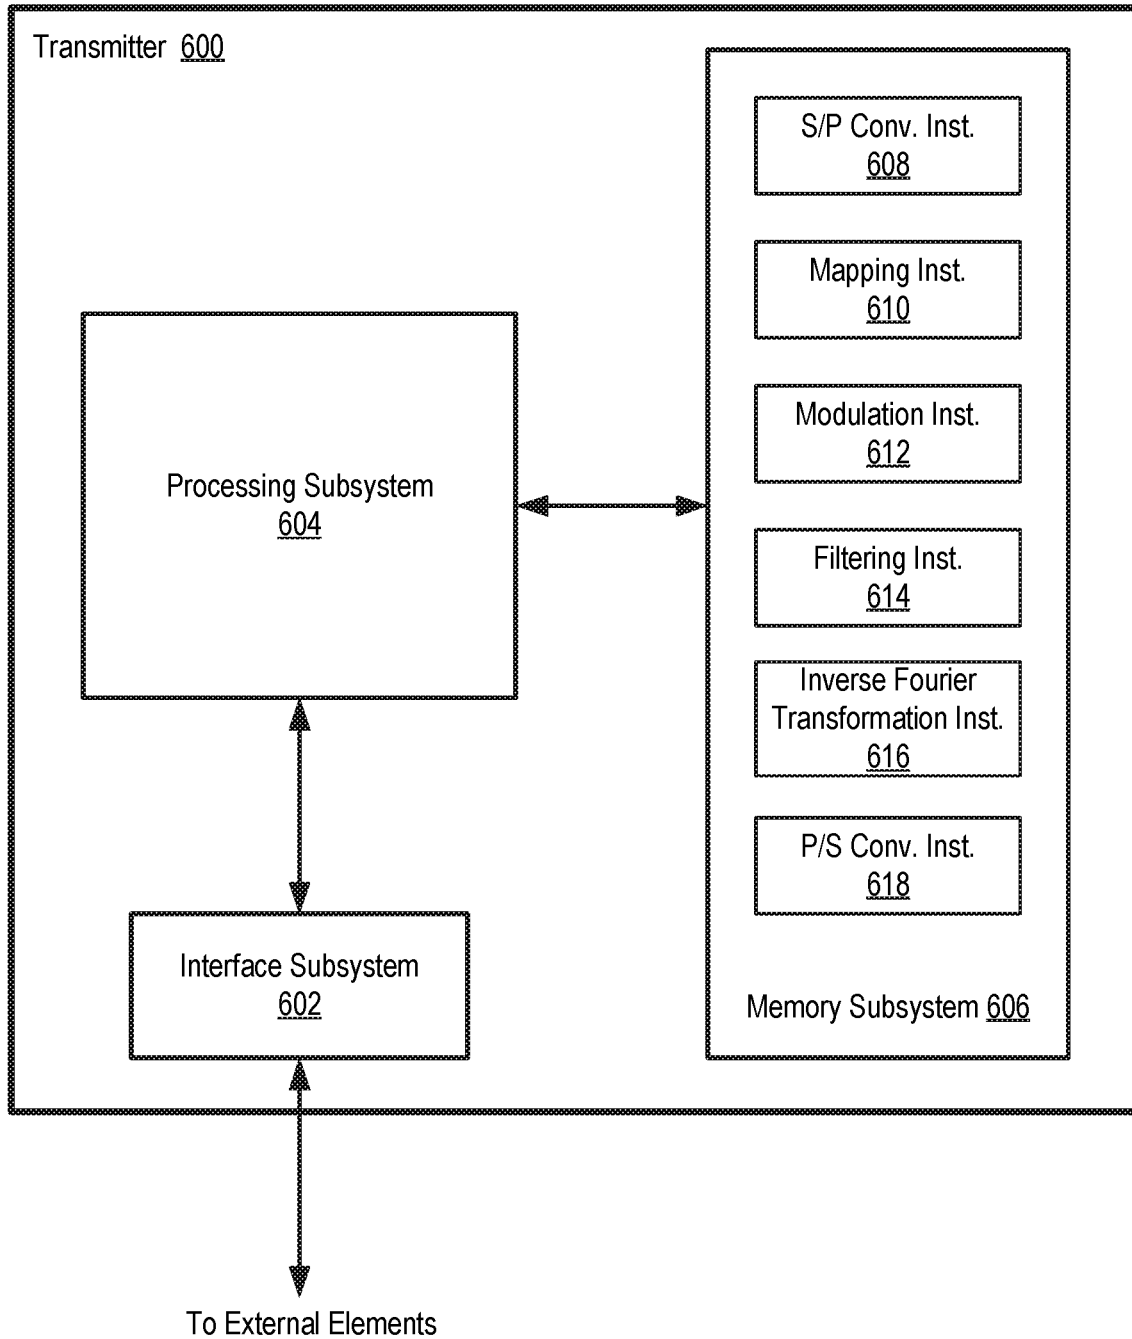 Transmitter 600
S/P Conv. Inst.
608
Mapping Inst.
610
Modulation Inst.
612
Processing Subsystem
604
Filtering Inst.
614
Inverse Fourier
Transformation Inst.
616
P/S Conv. Inst.
618
Interface Subsystem
602
Memory Subsystem 606
To External Elements